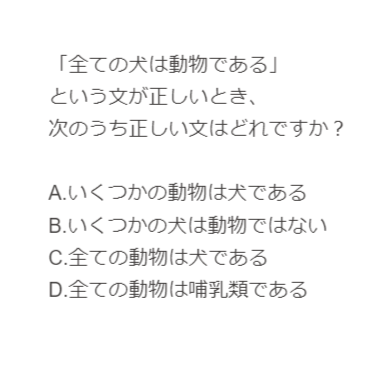 「全ての犬は動物である」
という文が正しいとき、
次のうち正しい文はどれですか？
A.いくつかの動物は犬である
B.いくつかの犬は動物ではない
C.全ての動物は犬である
D.全ての動物は哺乳類である